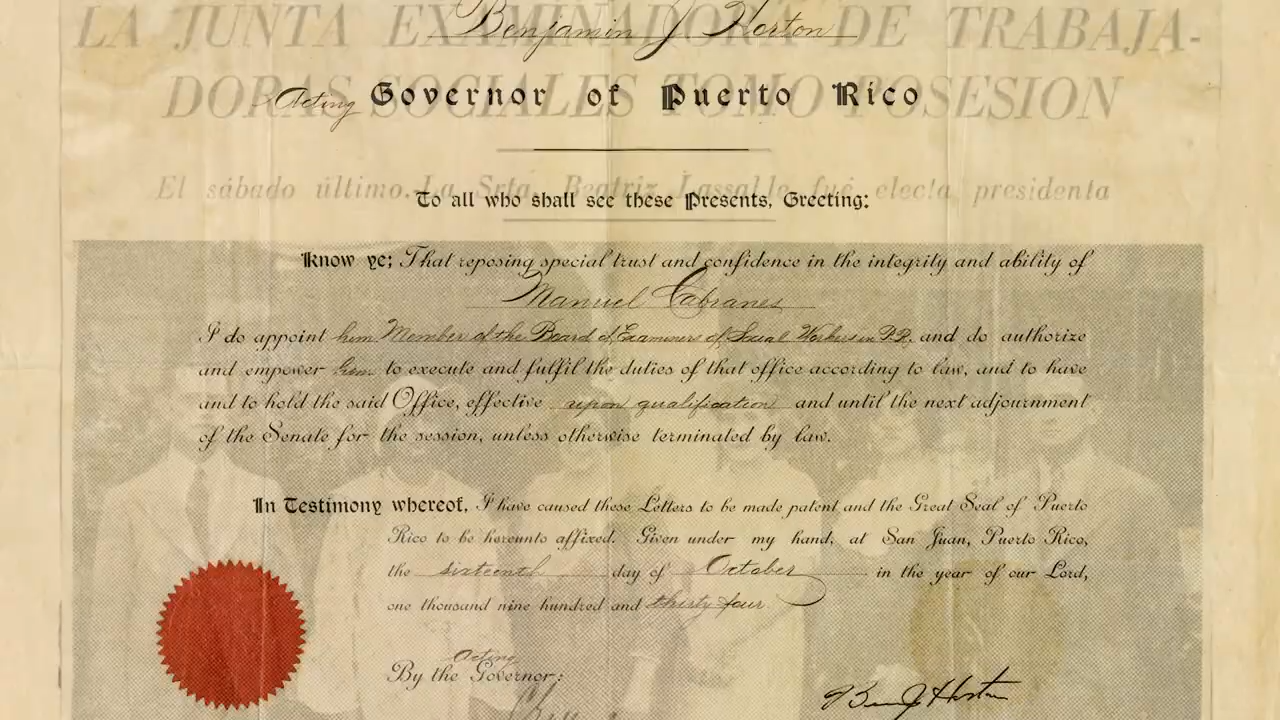 LA JUNTA EXAMINADORA DE TRABAJA-
DORAS SOCIALES TOMO POSESION
El sábado último. La Srta. Beatriz Lassalle fué electa presidenta
Benjamin J Horton
Acting Governor of Puerto Rico
To all who shall see these Presents, Greeting:
Know ye; That reposing special trust and confidence in the integrity and ability of
Manuel Cabranes
I do appoint him Member of the Board of Examiners of Social Workers in P.R. and do authorize
and empower him to execute and fulfil the duties of that office according to law, and to have
and to hold the said Office, effective upon qualification and until the next adjournment
of the Senate for the session, unless otherwise terminated by law.
In Testimony whereof, I have caused these Letters to be made patent and the Great Seal of Puerto
Rico to be hereunto affixed. Given under my hand, at San Juan, Puerto Rico,
the sixteenth day of October in the year of our Lord,
one thousand nine hundred and thirty four.
Acting
By the Governor:
Benj J Horton